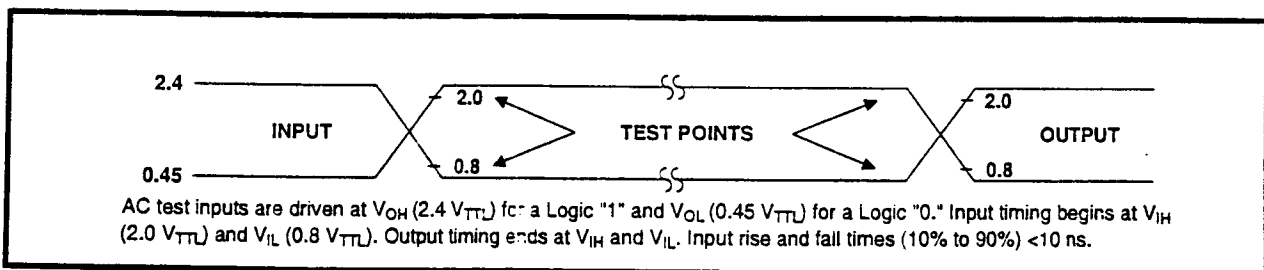 2.4
2.0
2.0
INPUT
TEST POINTS
OUTPUT
0.8
0.8
0.45
AC test inputs are driven at VOH (2.4 VTTL) for a Logic "1" and VOL (0.45 VTTL) for a Logic "0." Input timing begins at VIH
(2.0 VTTL) and VIL (0.8 VTTL). Output timing ends at VIH and VIL. Input rise and fall times (10% to 90%) <10 ns.